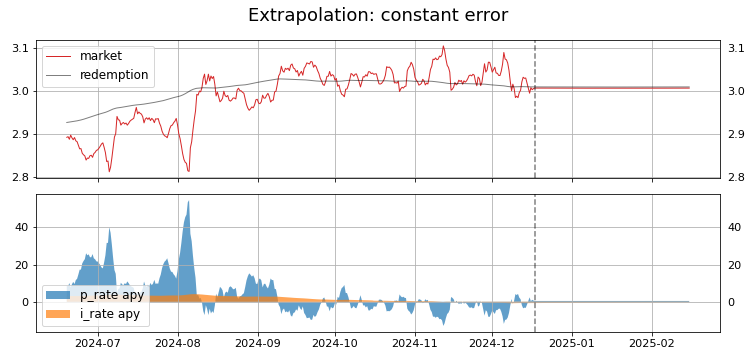 Extrapolation: constant error
3.1 3.1
market
redemption
3.0 3.0
2.9 2.9
2.8 2.8
40 40
20 20
p_rate apy
0 0
i_rate apy
2024-07 2024-08 2024-09 2024-10 2024-11 2024-12 2025-01 2025-02